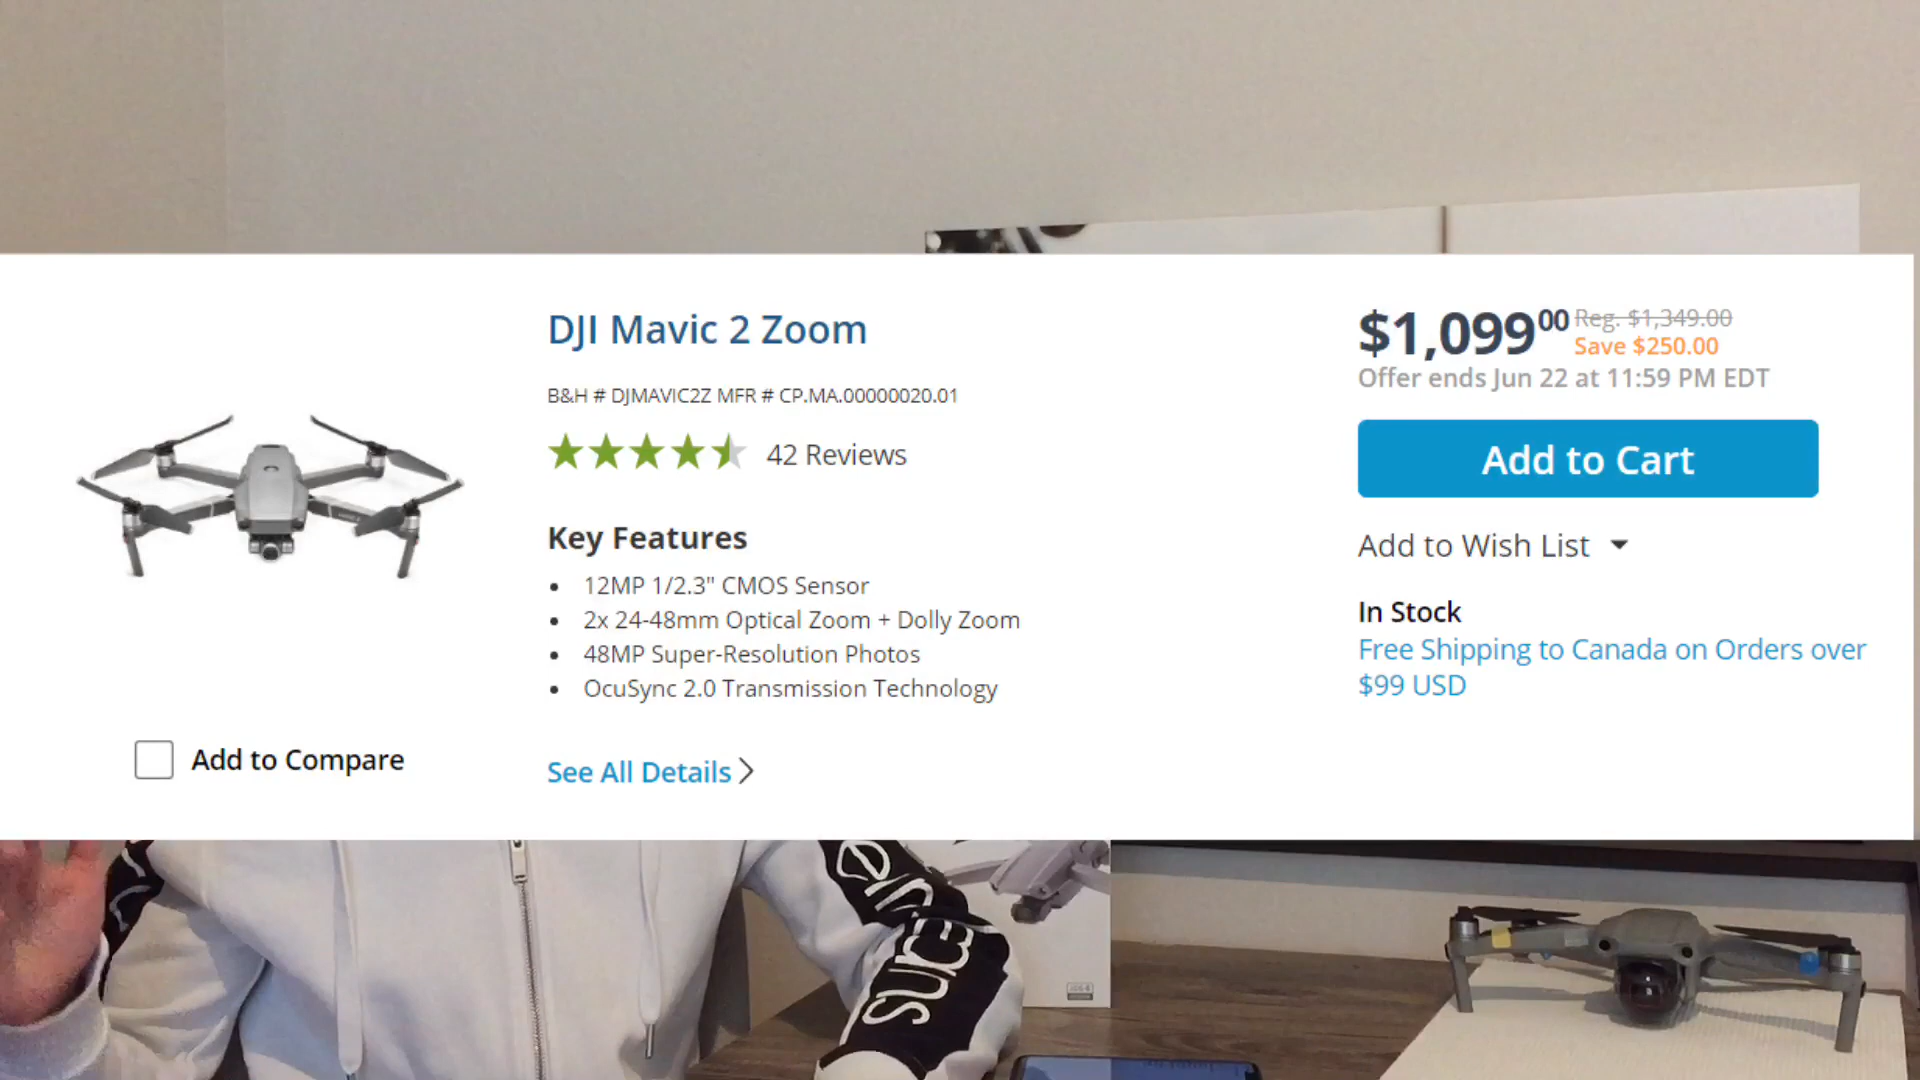 DJI Mavic 2 Zoom
B&H # DJMAVIC2Z MFR # CP.MA.00000020.01
42 Reviews
Key Features
• 12MP 1/2.3" CMOS Sensor
• 2x 24-48mm Optical Zoom + Dolly Zoom
• 48MP Super-Resolution Photos
• OcuSync 2.0 Transmission Technology
Add to Compare
See All Details
$1,099 00 Reg. $1,349.00
Save $250.00
Offer ends Jun 22 at 11:59 PM EDT
Add to Cart
Add to Wish List
In Stock
Free Shipping to Canada on Orders over
$99 USD